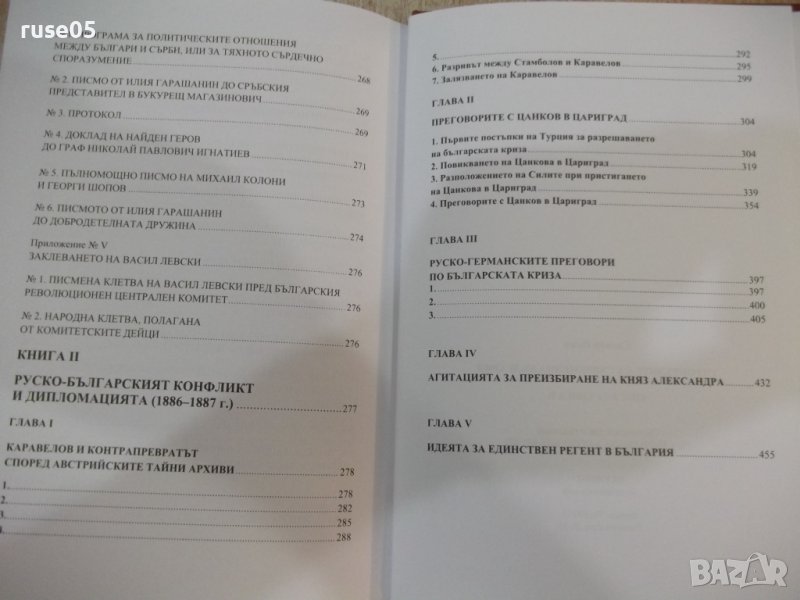 ruse05
ГРАМА ЗА ПОЛИТИЧЕСКИТЕ ОТНОШЕНИЯ
МЕЖДУ БЪЛГАРИ И СЪРБИ, ИЛИ ЗА ТЯХНОТО СЪРДЕЧНО
СПОРАЗУМЕНИЕ 268
№ 2. ПИСМО ОТ ИЛИЯ ГАРАШАНИН ДО СРЪБСКИЯ
ПРЕДСТАВИТЕЛ В БУКУРЕЩ МАГАЗИНОВИЧ 269
№ 3. ПРОТОКОЛ 269
№ 4. ДОКЛАД НА НАЙДЕН ГЕРОВ
ДО ГРАФ НИКОЛАЙ ПАВЛОВИЧ ИГНАТИЕВ 271
№ 5. ПЪЛНОМОЩНО ПИСМО НА МИХАИЛ КОЛОНИ
И ГЕОРГИ ШОПОВ 273
№ 6. ПИСМОТО ОТ ИЛИЯ ГАРАШАНИН
ДО ДОБРОДЕТЕЛНАТА ДРУЖИНА 274
Приложение № V
ЗАКЛЕВАНЕТО НА ВАСИЛ ЛЕВСКИ 276
№ 1. ПИСМЕНА КЛЕТВА НА ВАСИЛ ЛЕВСКИ ПРЕД БЪЛГАРСКИЯ
РЕВОЛЮЦИОНЕН ЦЕНТРАЛЕН КОМИТЕТ 276
№ 2. НАРОДНА КЛЕТВА, ПОЛАГАНА
ОТ КОМИТЕТСКИТЕ ДЕЙЦИ 276
КНИГА II
РУСКО-БЪЛГАРСКИЯТ КОНФЛИКТ
И ДИПЛОМАЦИЯТА (1886–1887 г.) 277
ГЛАВА I
КАРАВЕЛОВ И КОНТРАПРЕВРАТЪТ
СПОРЕД АВСТРИЙСКИТЕ ТАЙНИ АРХИВИ 278
1. 278
2. 282
3. 285
4. 288
5. 292
6. Разривът между Стамболов и Каравелов 295
7. Залязването на Каравелов 299
ГЛАВА II
ПРЕГОВОРИТЕ С ЦАНКОВ В ЦАРИГРАД 304
1. Първите постъпки на Турция за разрешаването
на българската криза 304
2. Повикването на Цанкова в Цариград 319
3. Разположението на Силите при пристигането
на Цанкова в Цариград 339
4. Преговорите с Цанков в Цариград 354
ГЛАВА III
РУСКО-ГЕРМАНСКИТЕ ПРЕГОВОРИ
ПО БЪЛГАРСКАТА КРИЗА 397
1. 397
2. 400
3. 405
ГЛАВА IV
АГИТАЦИЯТА ЗА ПРЕИЗБИРАНЕ НА КНЯЗ АЛЕКСАНДРА 432
ГЛАВА V
ИДЕЯТА ЗА ЕДИНСТВЕН РЕГЕНТ В БЪЛГАРИЯ 455
BAZAR